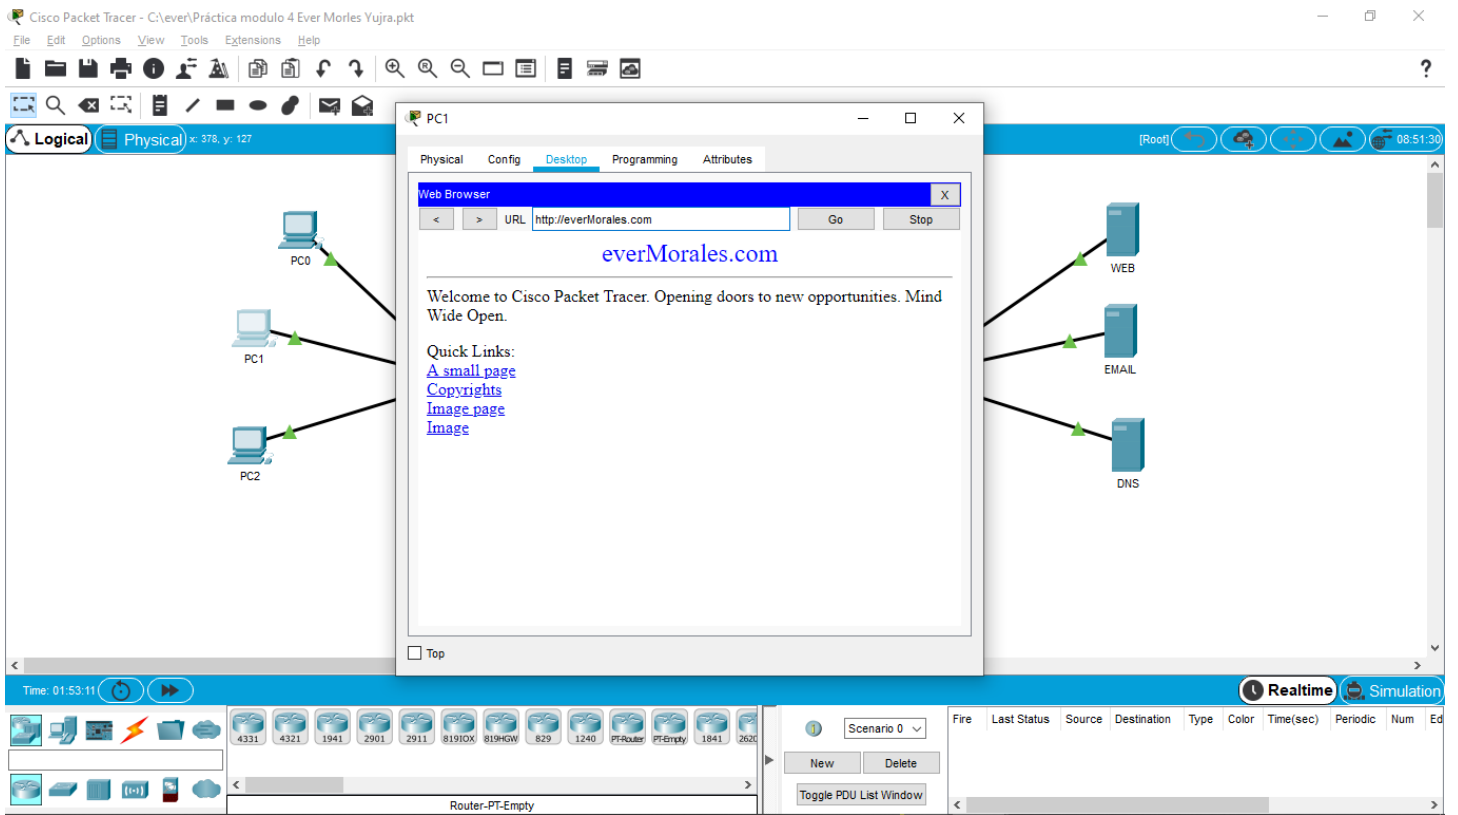 Cisco Packet Tracer - C:\ever\Práctica modulo 4 Ever Morles Yujra.pkt
File Edit Options View Tools Extensions Help
?
Logical Physical x: 378, y: 127 [Root] 08:51:30
PC1
Physical Config Desktop Programming Attributes
Web Browser X
< > URL http://everMorales.com Go Stop
everMorales.com
Welcome to Cisco Packet Tracer. Opening doors to new opportunities. Mind
Wide Open.
Quick Links:
A small page
Copyrights
Image page
Image
Top
PC0
PC1
PC2
WEB
EMAIL
DNS
Time: 01:53:11 Realtime Simulation
4331 4321 1941 2901 2911 819IOX 819HGW 829 1240 PT-Router PT-Empty 1841 262
Router-PT-Empty
Scenario 0
New Delete
Toggle PDU List Window
Fire Last Status Source Destination Type Color Time(sec) Periodic Num Ed